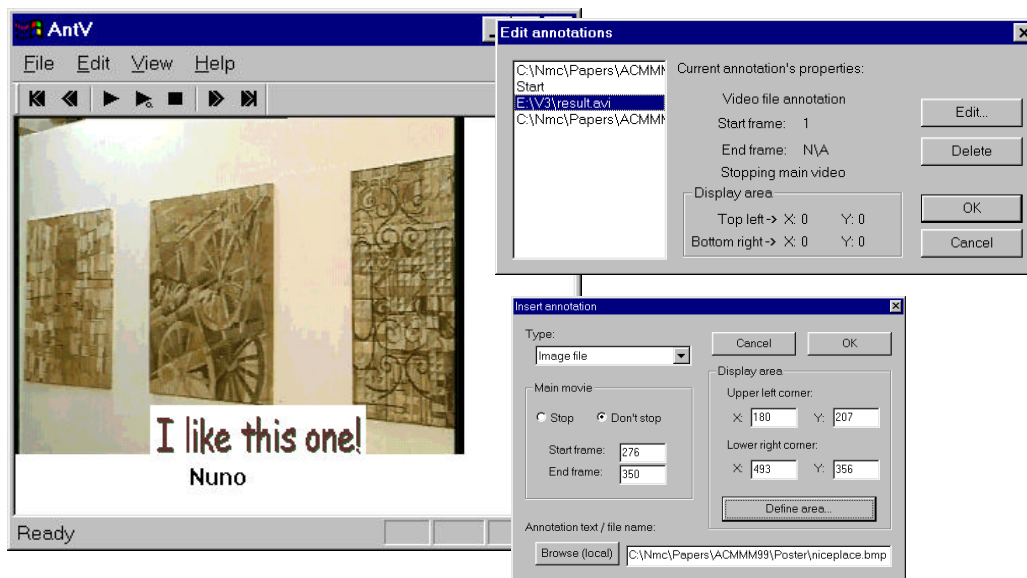 AntV
File Edit View Help
I like this one!
Nuno
Ready
Edit annotations
C:\Nmc\Papers\ACMMM
Start
E:\V3\result.avi
C:\Nmc\Papers\ACMMM
Current annotation's properties:
Video file annotation
Start frame: 1
End frame: N\A
Stopping main video
Display area
Top left-> X: 0 Y: 0
Bottom right-> X: 0 Y: 0
Edit...
Delete
OK
Cancel
Insert annotation
Type:
Image file
Cancel OK
Main movie
Stop Don't stop
Start frame: 276
End frame: 350
Display area
Upper left corner:
X: 180 Y: 207
Lower right corner:
X: 493 Y: 356
Define area...
Annotation text / file name:
Browse (local) C:\Nmc\Papers\ACMMM99\Poster\niceplace.bmp